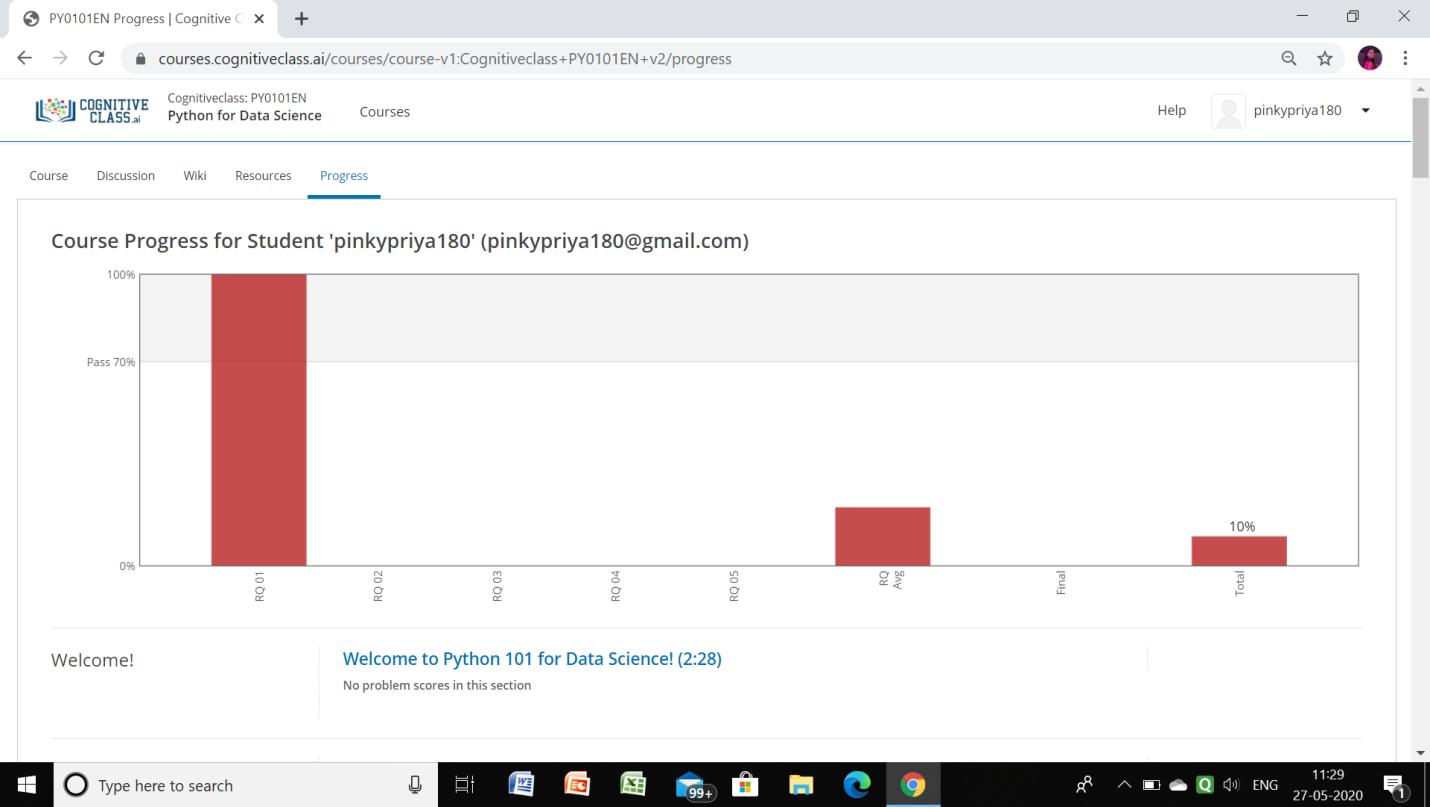 PY0101EN Progress | Cognitive C
courses.cognitiveclass.ai/courses/course-v1:Cognitiveclass+PY0101EN+v2/progress
COGNITIVE
CLASS.ai
Cognitiveclass: PY0101EN
Python for Data Science
Courses
Help
pinkypriya180
Course
Discussion
Wiki
Resources
Progress
Course Progress for Student 'pinkypriya180' (pinkypriya180@gmail.com)
100%
Pass 70%
0%
10%
RQ 01
RQ 02
RQ 03
RQ 04
RQ 05
RQ
Avg
Final
Total
Welcome!
Welcome to Python 101 for Data Science! (2:28)
No problem scores in this section
Type here to search
99+
ENG
11:29
27-05-2020
1